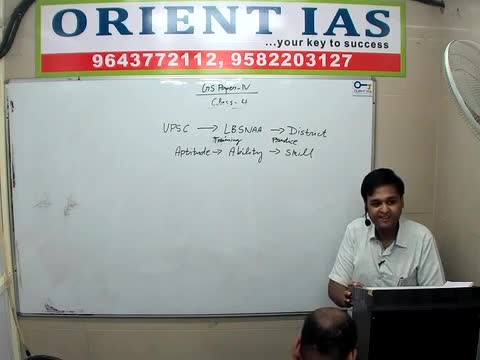 ORIENT IAS
...your key to success
9643772112, 9582203127
GS Paper-IV
Class-4
UPSC → LBSNAA → District
Training Practice
Aptitude → Ability → Skill